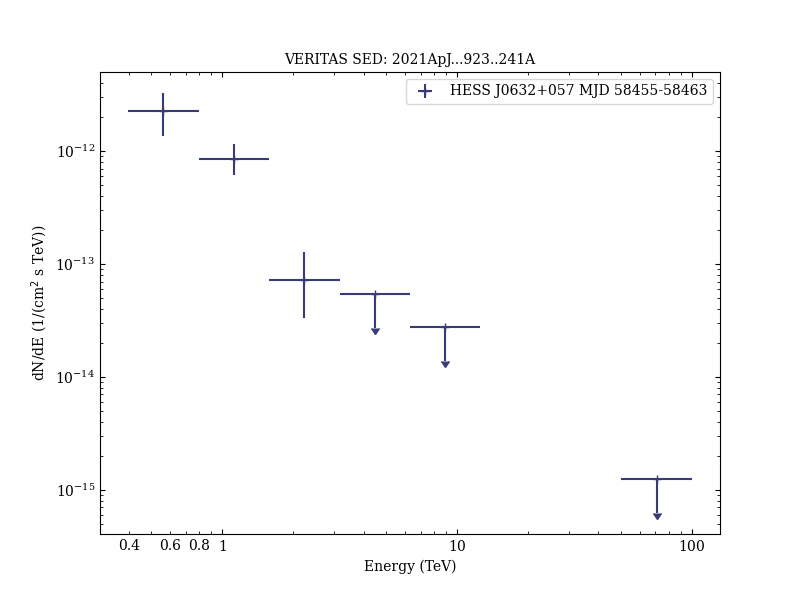 VERITAS SED: 2021ApJ...923..241A
HESS J0632+057 MJD 58455-58463
dN/dE (1/(cm² s TeV))
10⁻¹²
10⁻¹³
10⁻¹⁴
10⁻¹⁵
0.4 0.6 0.8 1 10 100
Energy (TeV)